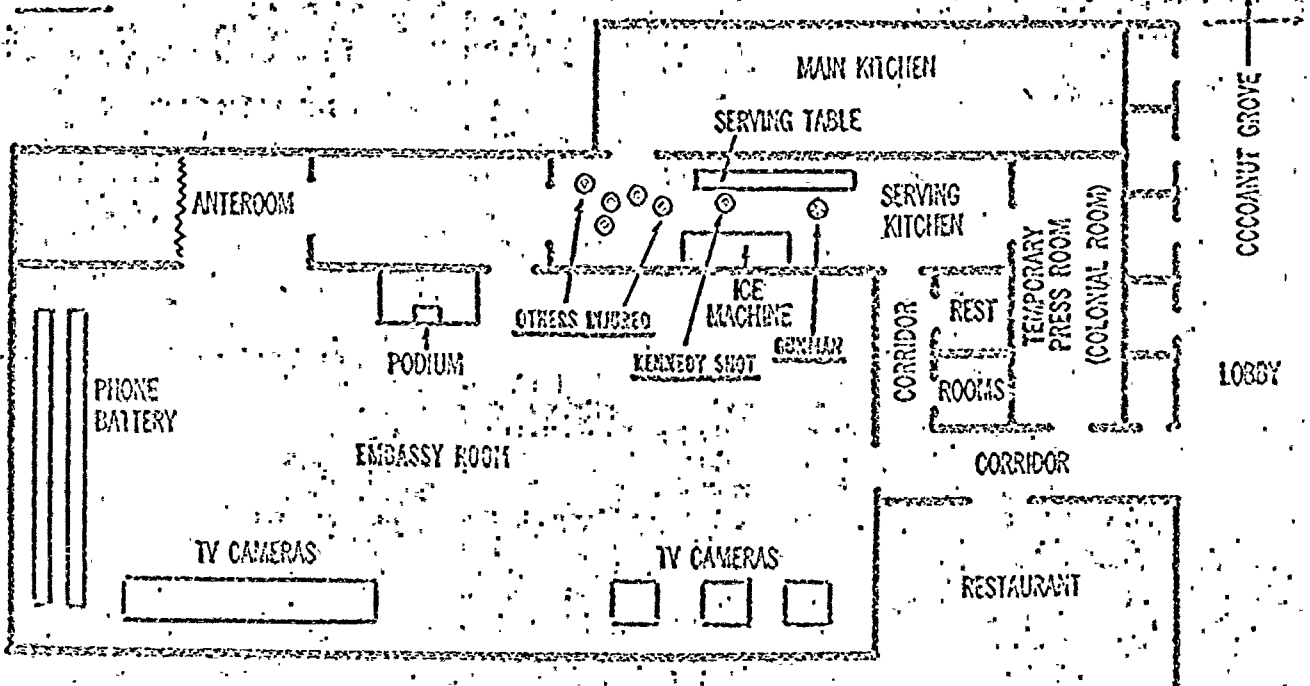 MAIN KITCHEN
SERVING TABLE
COCOANUT GROVE
ANTEROOM
SERVING
KITCHEN
TEMPORARY
PRESS ROOM
(COLONIAL ROOM)
ICE
MACHINE
OTHERS INJURED
KENNEDY SHOT
GUNMAN
PODIUM
CORRIDOR
REST
ROOMS
LOBBY
PHONE
BATTERY
EMBASSY ROOM
CORRIDOR
TV CAMERAS
TV CAMERAS
RESTAURANT